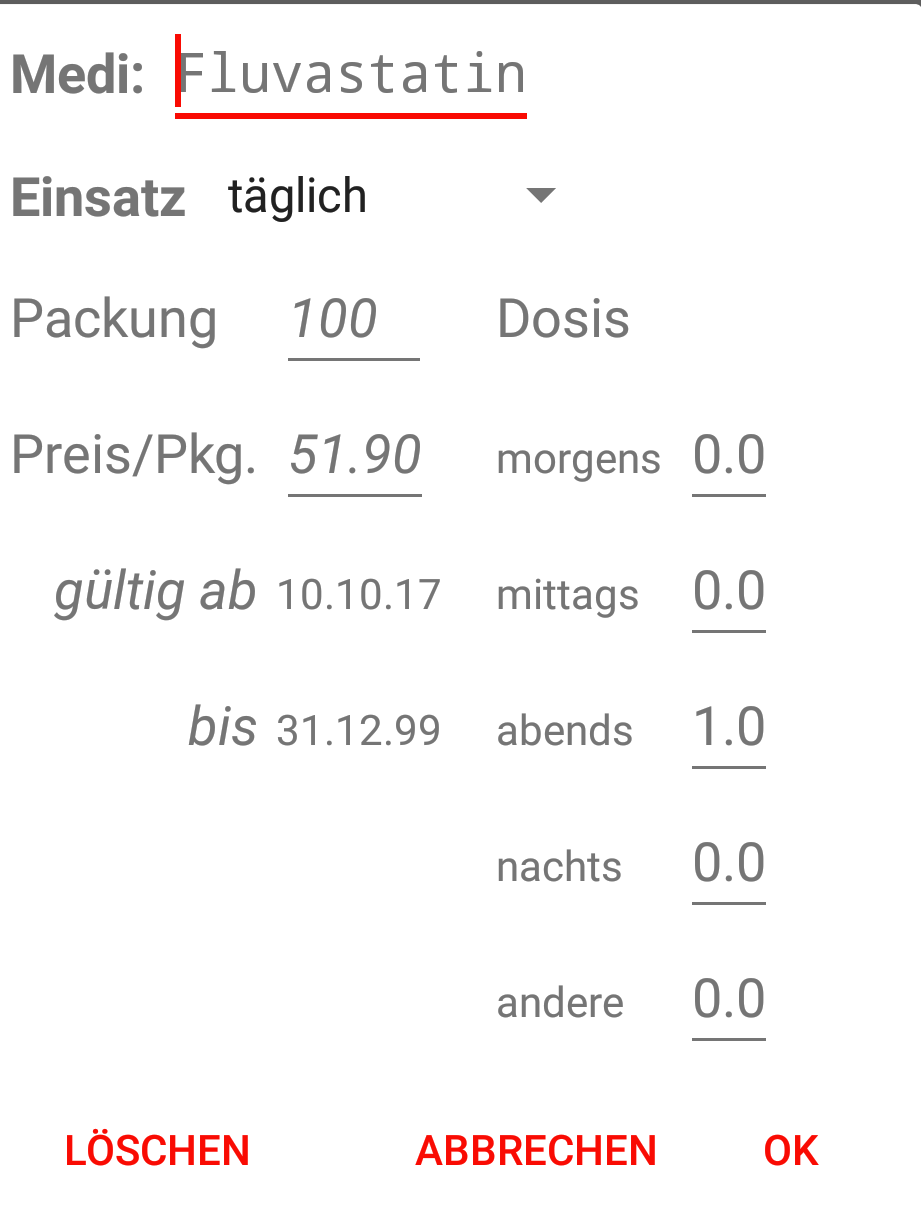 Medi: Fluvastatin
Einsatz täglich
Packung 100 Dosis
Preis/Pkg. 51.90 morgens 0.0
gültig ab 10.10.17 mittags 0.0
bis 31.12.99 abends 1.0
nachts 0.0
andere 0.0
LÖSCHEN ABBRECHEN OK